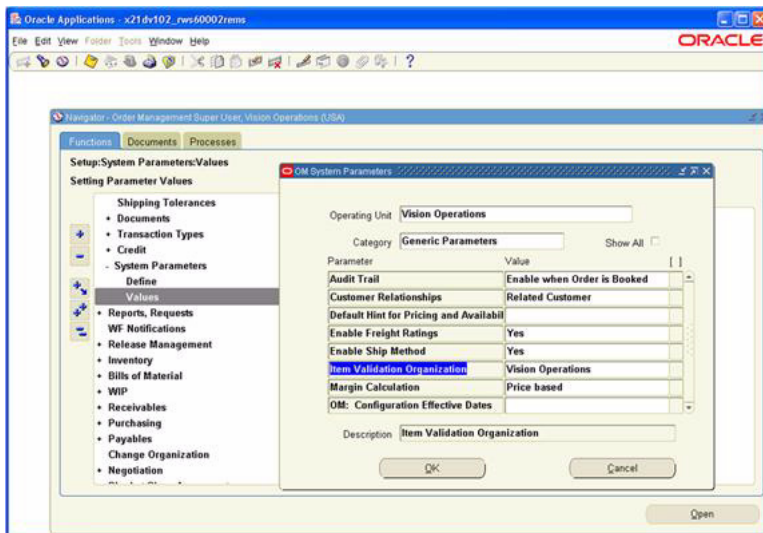 Oracle Applications - x21dv102_rws60002rems
File Edit View Folder Tools Window Help
ORACLE
Navigator - Order Management Super User, Vision Operations (USA)
Functions Documents Processes
Setup:System Parameters:Values
Setting Parameter Values
Shipping Tolerances
+ Documents
+ Transaction Types
+ Credit
- System Parameters
Define
Values
+ Reports, Requests
WF Notifications
+ Release Management
+ Inventory
+ Bills of Material
+ WIP
+ Receivables
+ Purchasing
+ Payables
Change Organization
+ Negotiation
OM System Parameters
Operating Unit Vision Operations
Category Generic Parameters Show All
Parameter Value [ ]
Audit Trail Enable when Order is Booked
Customer Relationships Related Customer
Default Hint for Pricing and Availabil
Enable Freight Ratings Yes
Enable Ship Method Yes
Item Validation Organization Vision Operations
Margin Calculation Price based
OM: Configuration Effective Dates
Description Item Validation Organization
OK Cancel
Open